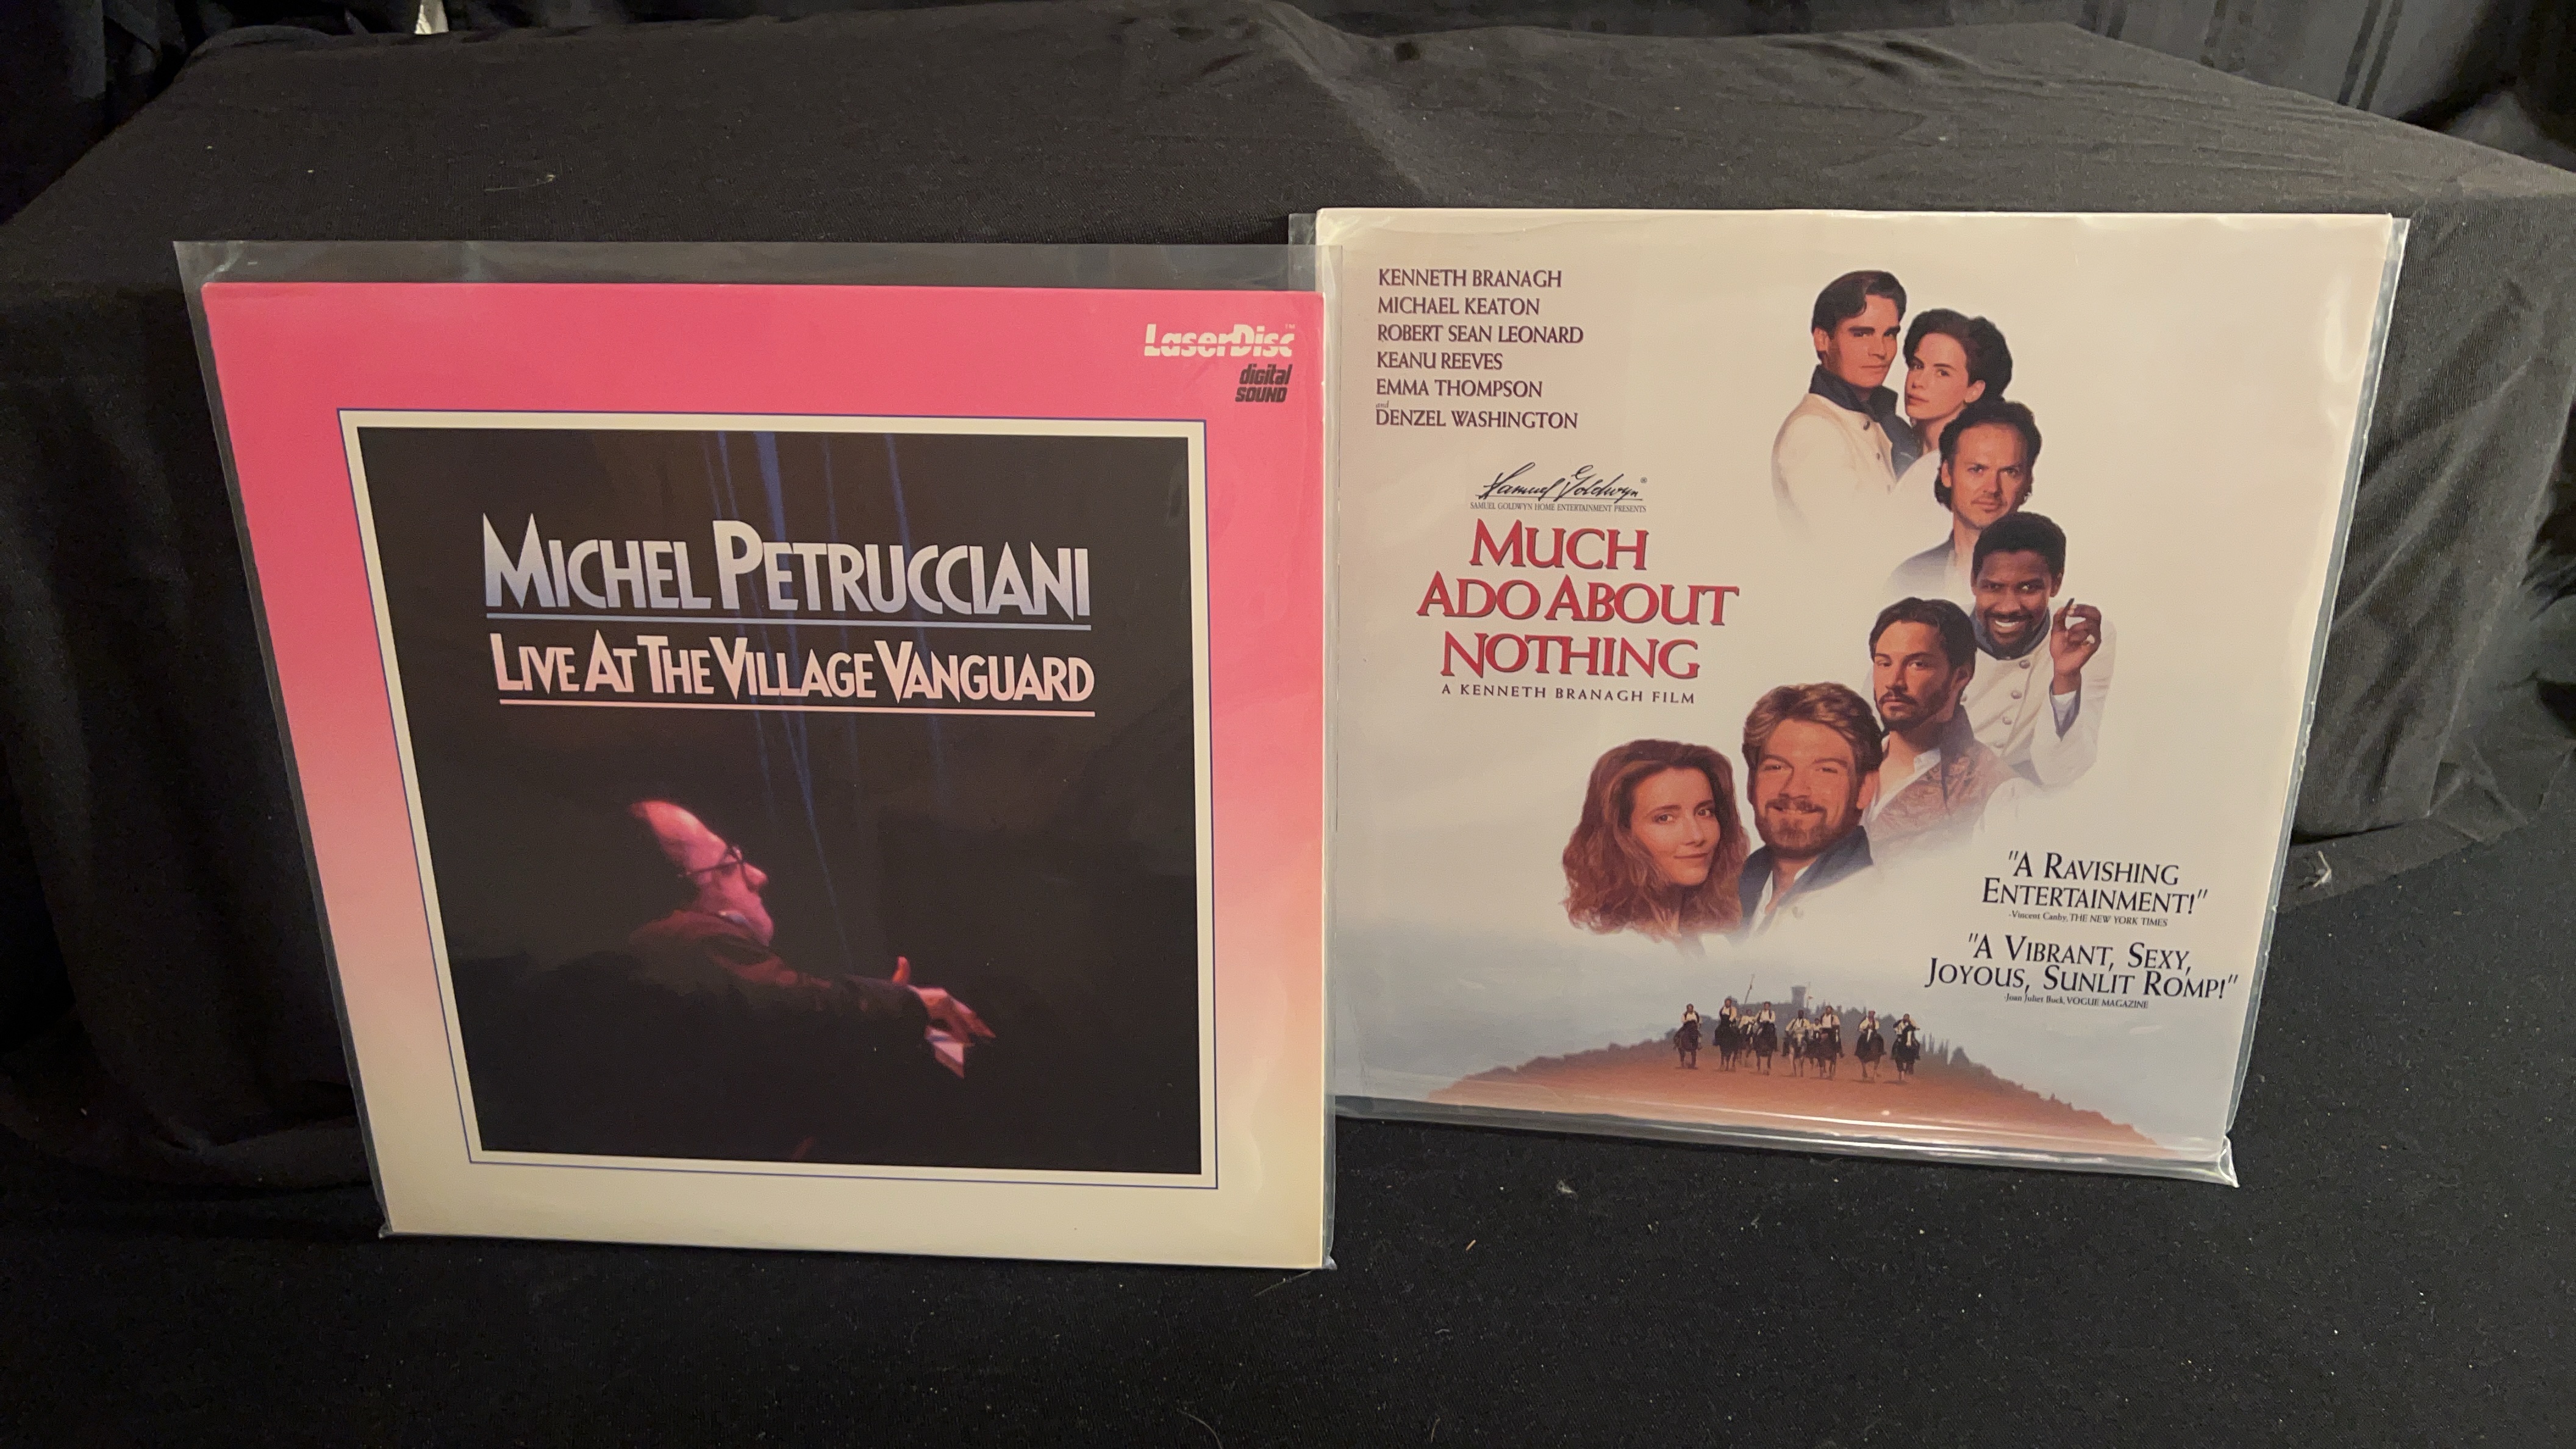 LaserDisc™
digital
SOUND
MICHEL PETRUCCIANI
LIVE AT THE VILLAGE VANGUARD
KENNETH BRANAGH
MICHAEL KEATON
ROBERT SEAN LEONARD
KEANU REEVES
EMMA THOMPSON
and
DENZEL WASHINGTON
Samuel Goldwyn®
SAMUEL GOLDWYN HOME ENTERTAINMENT PRESENTS
MUCH
ADO ABOUT
NOTHING
A KENNETH BRANAGH FILM
"A RAVISHING
ENTERTAINMENT!"
-Vincent Canby, THE NEW YORK TIMES
"A VIBRANT, SEXY,
JOYOUS, SUNLIT ROMP!"
-Joan Juliet Buck, VOGUE MAGAZINE